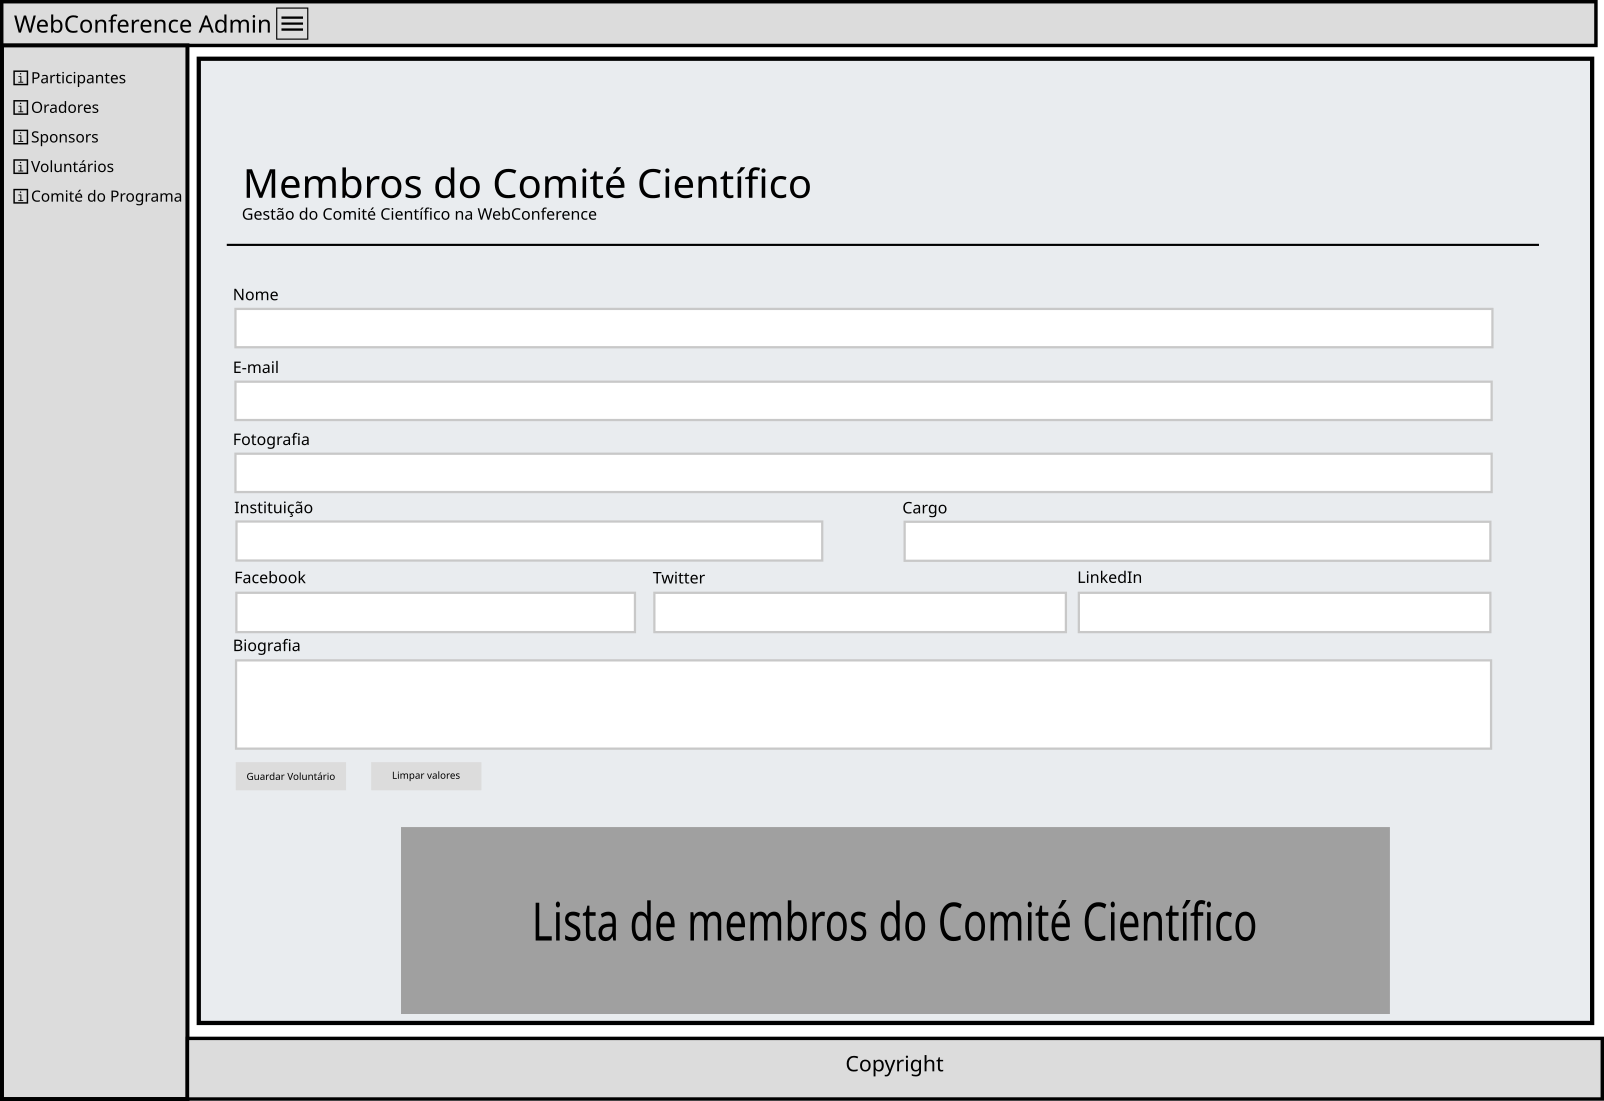 WebConference Admin
Participantes
Oradores
Sponsors
Voluntários
Comité do Programa
Membros do Comité Científico
Gestão do Comité Científico na WebConference
Nome
E-mail
Fotografia
Instituição Cargo
Facebook Twitter LinkedIn
Biografia
Guardar Voluntário Limpar valores
Lista de membros do Comité Científico
Copyright